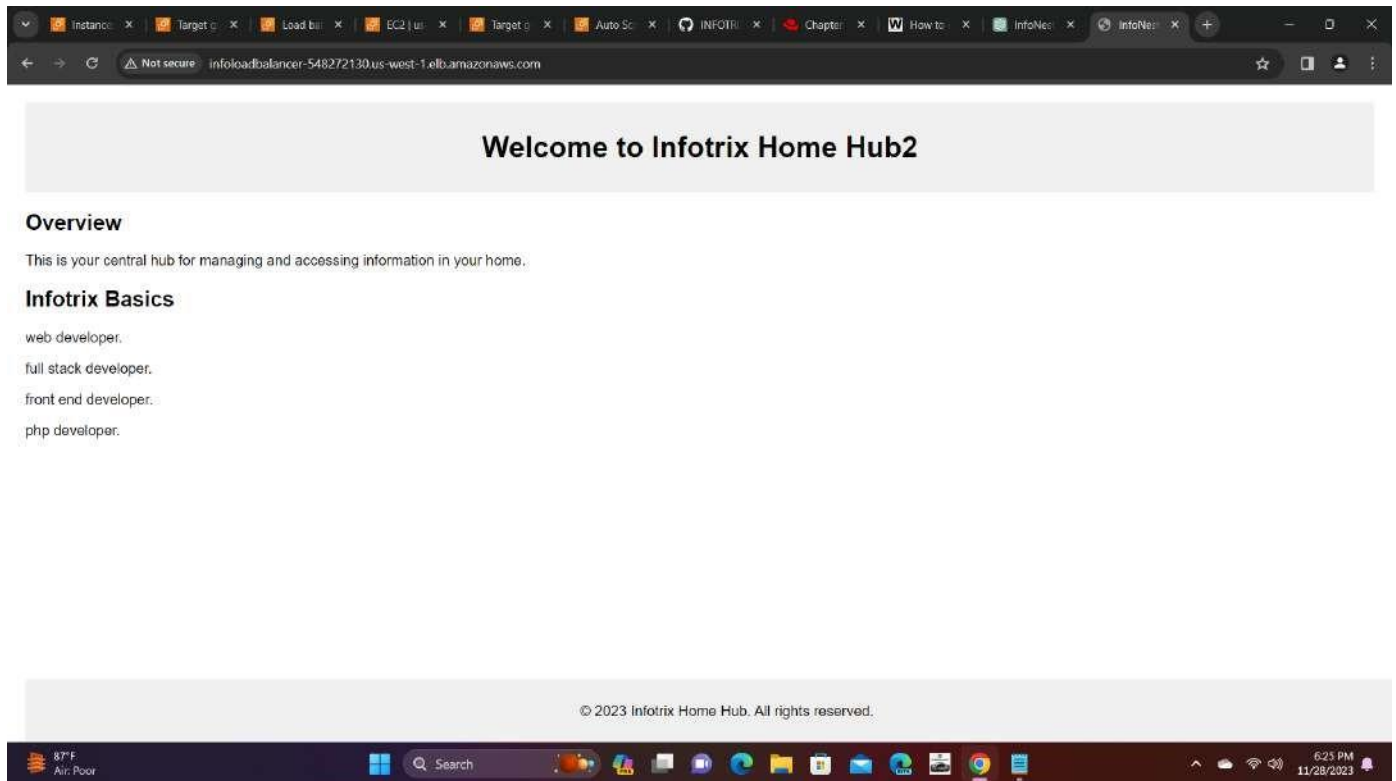 Instance
Target g
Load ba
EC2 | us
Target g
Auto Sc
INFOTRI
Chapter
How to
InfoNes
InfoNes
Not secure infoloadbalancer-548272130.us-west-1.elb.amazonaws.com
Welcome to Infotrix Home Hub2
Overview
This is your central hub for managing and accessing information in your home.
Infotrix Basics
web developer.
full stack developer.
front end developer.
php developer.
© 2023 Infotrix Home Hub. All rights reserved.
87°F
Air: Poor
Search
6:25 PM
11/28/2023